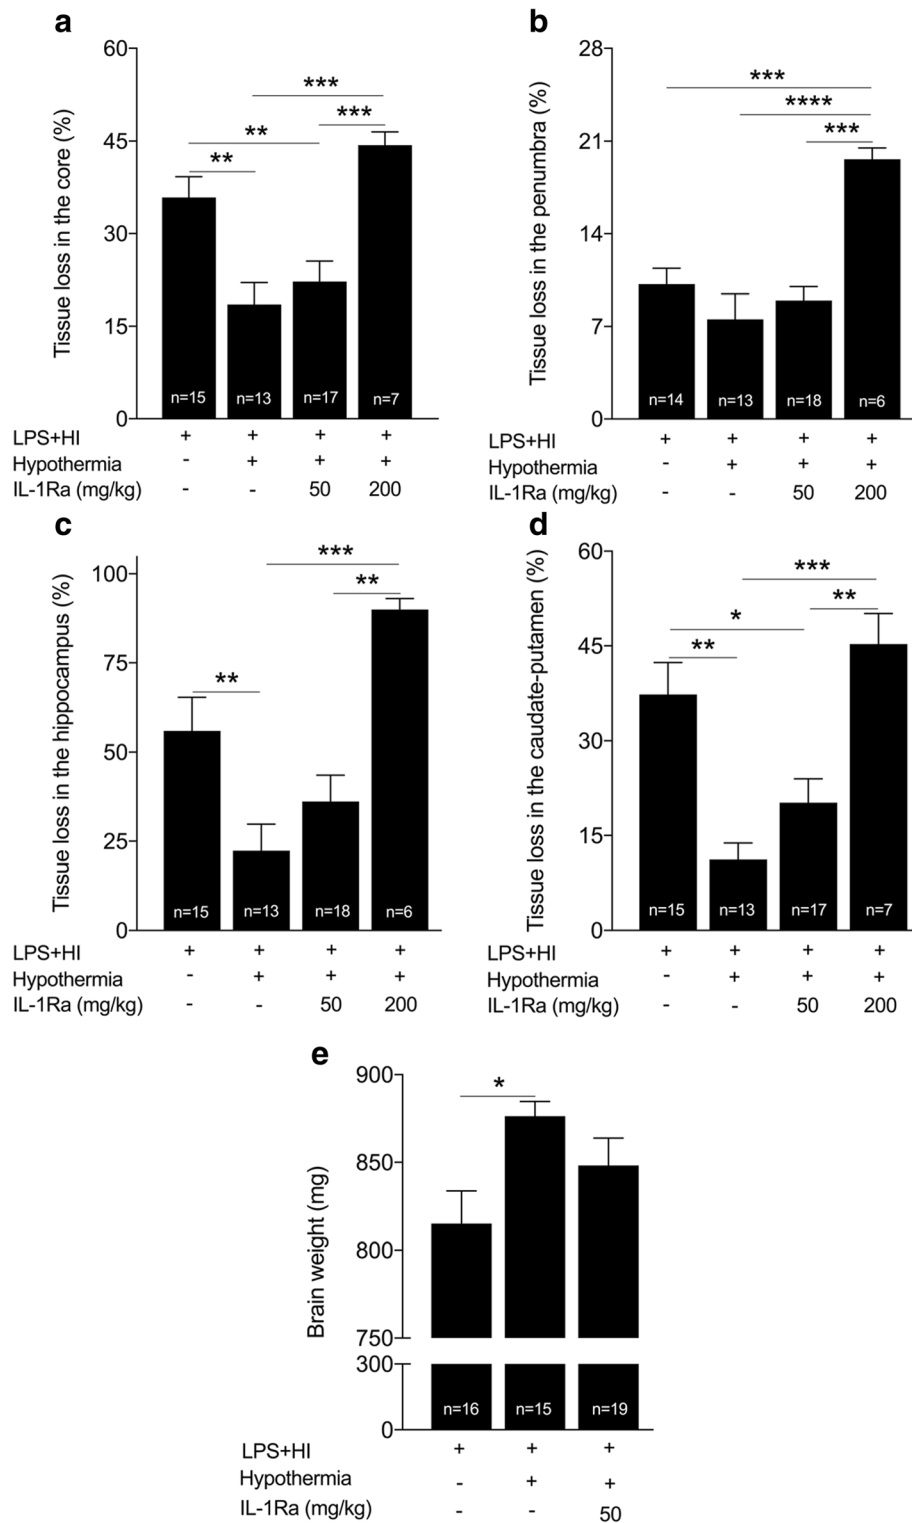 a
Tissue loss in the core (%)
60
45
30
15
0
***
***
**
**
n=15 n=13 n=17 n=7
LPS+HI + + + +
Hypothermia - + + +
IL-1Ra (mg/kg) - - 50 200
b
Tissue loss in the penumbra (%)
28
21
14
7
0
***
****
***
n=14 n=13 n=18 n=6
LPS+HI + + + +
Hypothermia - + + +
IL-1Ra (mg/kg) - - 50 200
c
Tissue loss in the hippocampus (%)
100
75
50
25
0
***
**
**
n=15 n=13 n=18 n=6
LPS+HI + + + +
Hypothermia - + + +
IL-1Ra (mg/kg) - - 50 200
d
Tissue loss in the caudate-putamen (%)
60
45
30
15
0
***
**
*
**
n=15 n=13 n=17 n=7
LPS+HI + + + +
Hypothermia - + + +
IL-1Ra (mg/kg) - - 50 200
e
Brain weight (mg)
900
850
800
750
300
0
*
n=16 n=15 n=19
LPS+HI + + +
Hypothermia - + +
IL-1Ra (mg/kg) - - 50